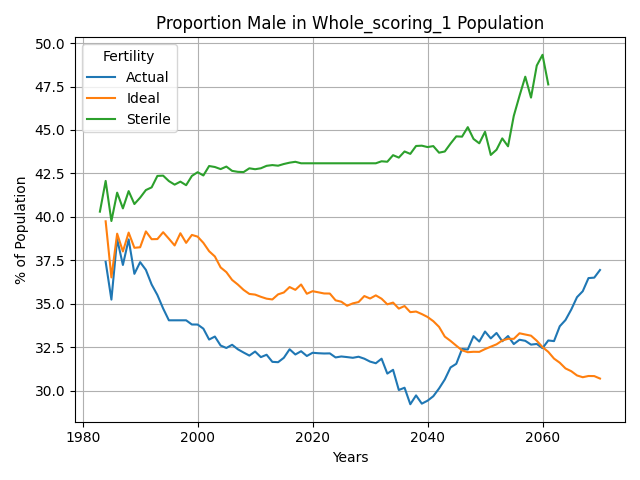 Proportion Male in Whole_scoring_1 Population
Fertility
Actual
Ideal
Sterile
% of Population
50.0
47.5
45.0
42.5
40.0
37.5
35.0
32.5
30.0
1980
2000
2020
2040
2060
Years